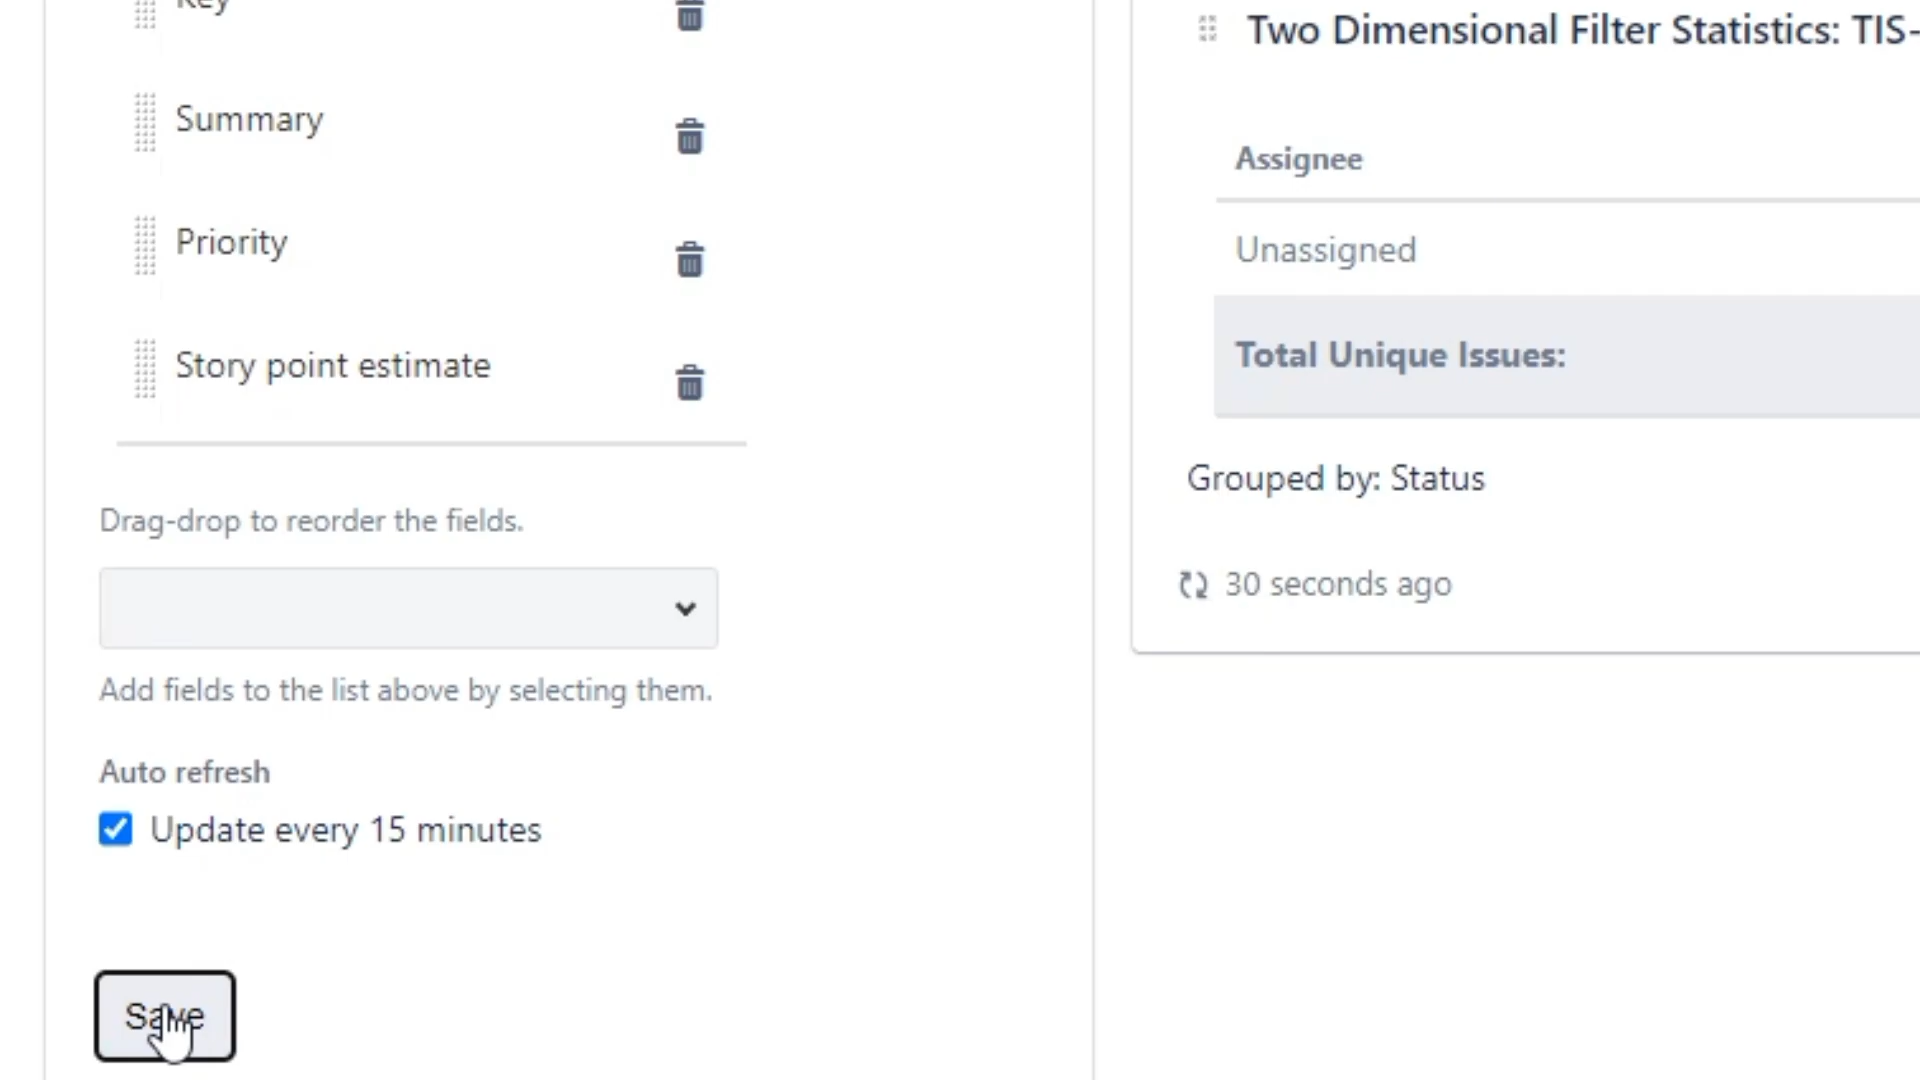 Key
Summary
Priority
Story point estimate
Drag-drop to reorder the fields.
Add fields to the list above by selecting them.
Auto refresh
Update every 15 minutes
Save
Two Dimensional Filter Statistics: TIS-
Assignee
Unassigned
Total Unique Issues:
Grouped by: Status
30 seconds ago